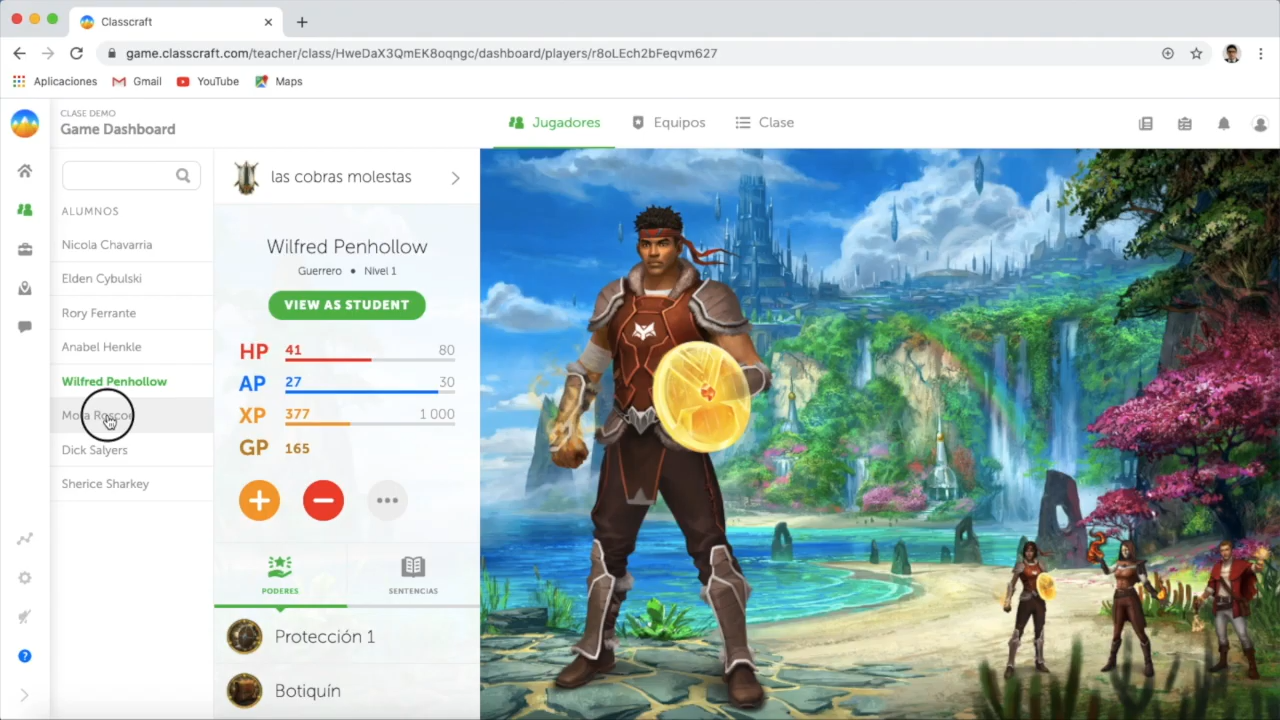 Classcraft
game.classcraft.com/teacher/class/HweDaX3QmEK8oqngc/dashboard/players/r8oLEch2bFeqvm627
Aplicaciones Gmail YouTube Maps
CLASE DEMO
Game Dashboard
Jugadores Equipos Clase
las cobras molestas
ALUMNOS
Nicola Chavarria
Elden Cybulski
Rory Ferrante
Anabel Henkle
Wilfred Penhollow
Roscoe
Dick Salyers
Sherice Sharkey
Wilfred Penhollow
Guerrero • Nivel 1
VIEW AS STUDENT
HP 41 80
AP 27 30
XP 377 1 000
GP 165
PODERES SENTENCIAS
Protección 1
Botiquín